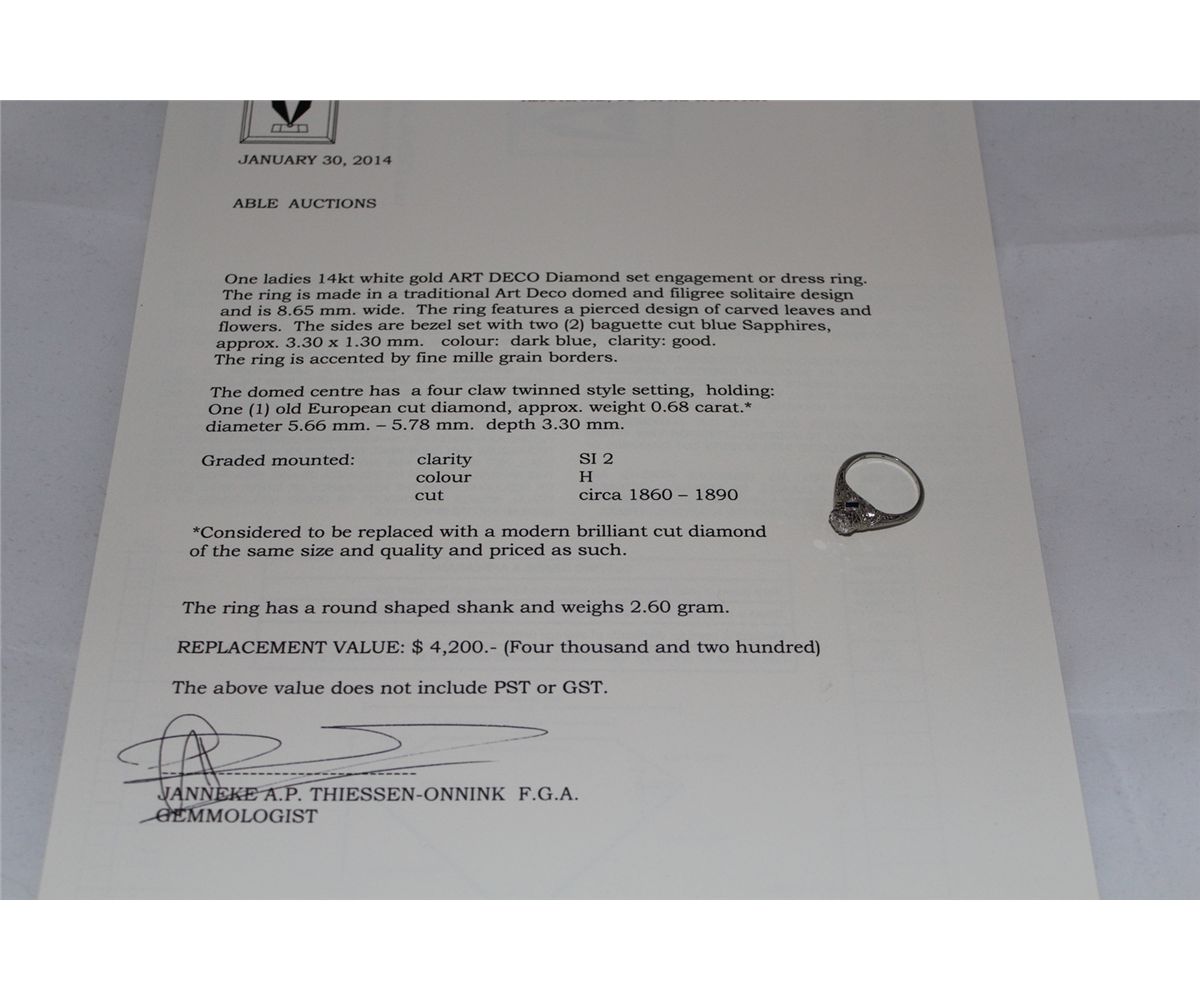 JANUARY 30, 2014
ABLE AUCTIONS
One ladies 14kt white gold ART DECO Diamond set engagement or dress ring.
The ring is made in a traditional Art Deco domed and filigree solitaire design
and is 8.65 mm. wide. The ring features a pierced design of carved leaves and
flowers. The sides are bezel set with two (2) baguette cut blue Sapphires,
approx. 3.30 x 1.30 mm. colour: dark blue, clarity: good.
The ring is accented by fine mille grain borders.
The domed centre has a four claw twinned style setting, holding:
One (1) old European cut diamond, approx. weight 0.68 carat.*
diameter 5.66 mm. – 5.78 mm. depth 3.30 mm.
Graded mounted: clarity SI 2
colour H
cut circa 1860 – 1890
*Considered to be replaced with a modern brilliant cut diamond
of the same size and quality and priced as such.
The ring has a round shaped shank and weighs 2.60 gram.
REPLACEMENT VALUE: $ 4,200.- (Four thousand and two hundred)
The above value does not include PST or GST.
JANNEKE A.P. THIESSEN-ONNINK F.G.A.
GEMMOLOGIST